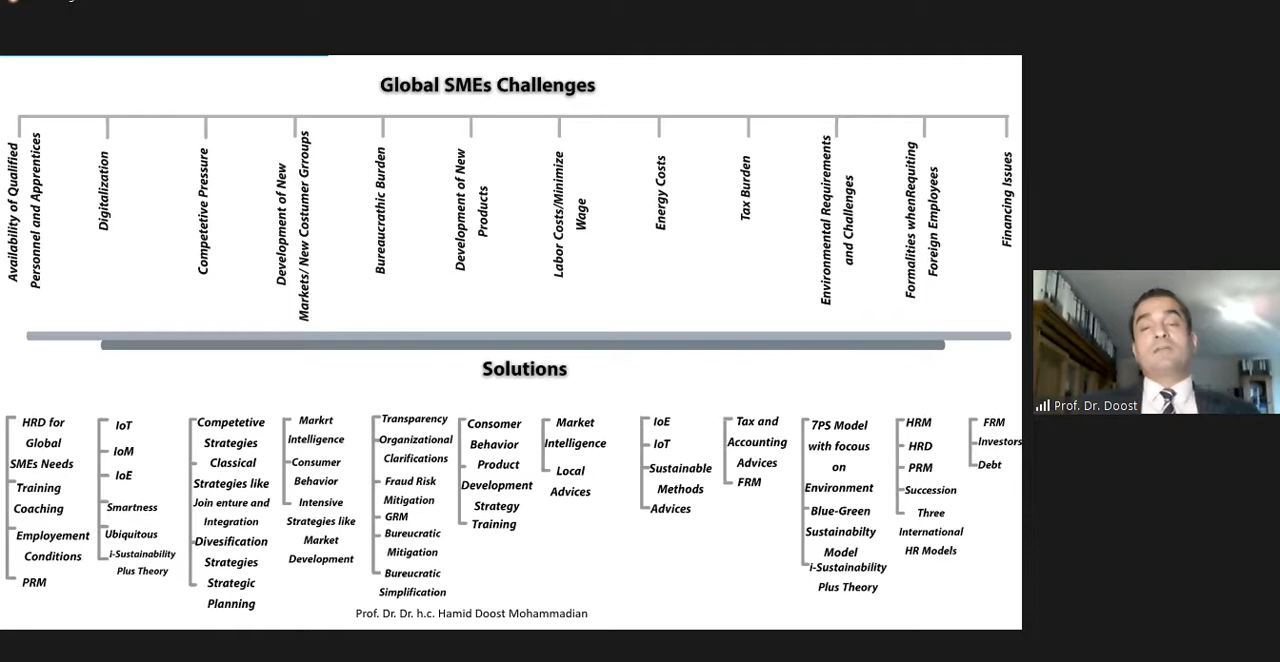 Global SMEs Challenges
Availability of Qualified
Personnel and Apprentices
Digitalization
Competetive Pressure
Development of New
Markets/ New Costumer Groups
Bureaucrathic Burden
Development of New
Products
Labor Costs/Minimize
Wage
Energy Costs
Tax Burden
Environmental Requirements
and Challenges
Formalities whenRequiting
Foreign Employees
Financing Issues
Solutions
HRD for
Global
SMEs Needs
Training
Coaching
Employement
Conditions
PRM
IoT
IoM
IoE
Smartness
Ubiquitous
i-Sustainability
Plus Theory
Competetive
Strategies
Classical
Strategies like
Join enture and
Integration
Divesification
Strategies
Strategic
Planning
Markrt
Intelligence
Consumer
Behavior
Intensive
Strategies like
Market
Development
Transparency
Organizational
Clarifications
Fraud Risk
Mitigation
GRM
Bureucratic
Mitigation
Bureucratic
Simplification
Consomer
Behavior
Product
Development
Strategy
Training
Market
Intelligence
Local
Advices
IoE
IoT
Sustainable
Methods
Advices
Tax and
Accounting
Advices
FRM
7PS Model
with focous
on
Environment
Blue-Green
Sustainabilty
Model
i-Sustainability
Plus Theory
HRM
HRD
PRM
Succession
Three
International
HR Models
FRM
Investors
Debt
Prof. Dr. Dr. h.c. Hamid Doost Mohammadian
Prof. Dr. Doost